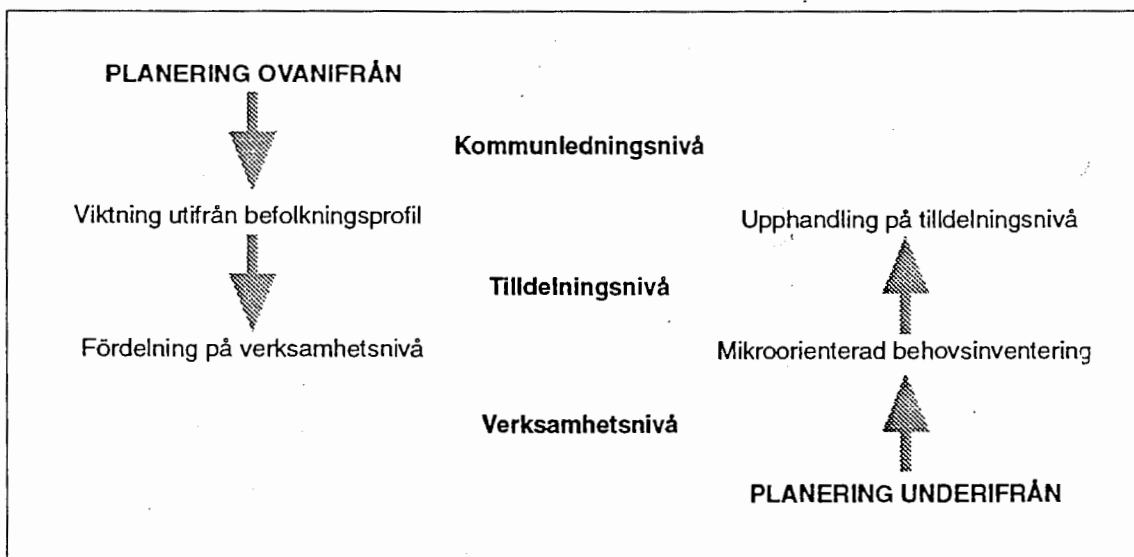 PLANERING OVANIFRÅN
Kommunledningsnivå
Viktning utifrån befolkningsprofil
Upphandling på tilldelningsnivå
Tilldelningsnivå
Fördelning på verksamhetsnivå
Mikroorienterad behovsinventering
Verksamhetsnivå
PLANERING UNDERIFRÅN